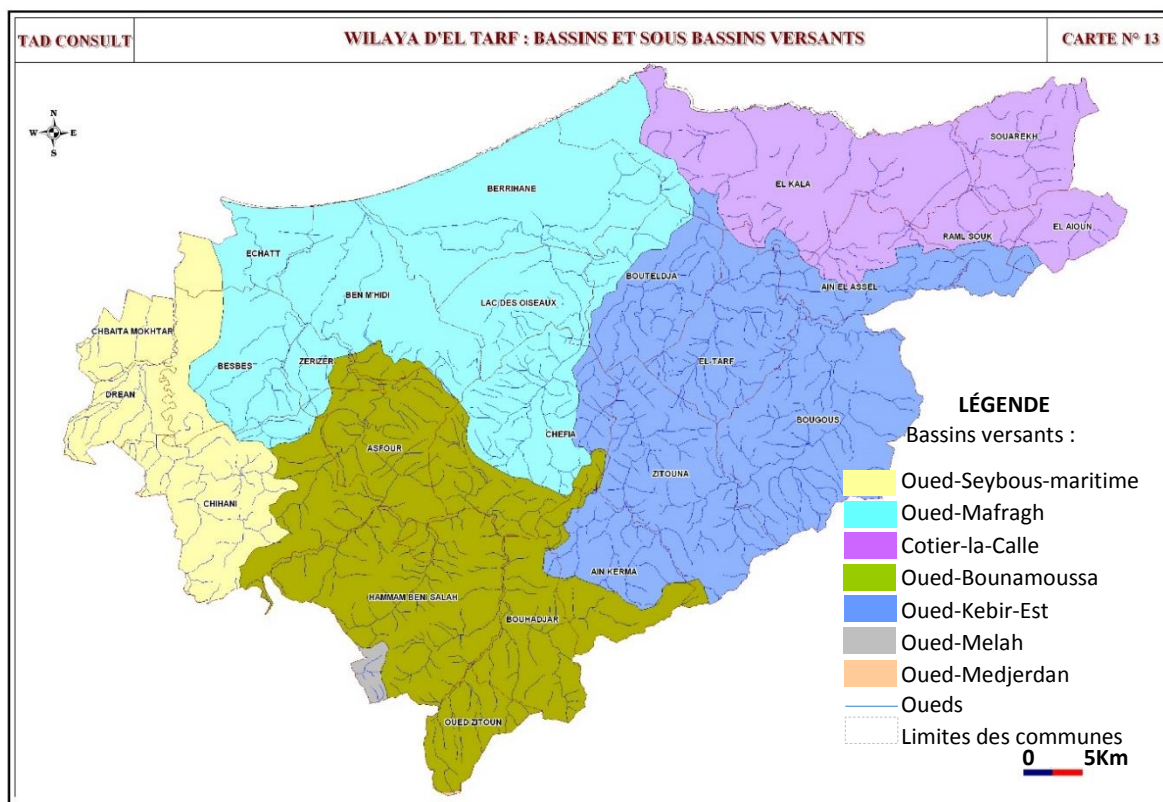 TAD CONSULT
WILAYA D'EL TARF : BASSINS ET SOUS BASSINS VERSANTS
CARTE N° 13
N
W E
S
SOUAREKH
EL KALA
BERRIHANE
EL AIOUN
RAML SOUK
ECHATT
BOUTELDJA
AIN EL ASSEL
BEN M'HIDI
LAC DES OISEAUX
CHBAITA MOKHTAR
ZERIZER
BESBES
EL-TARF
DREAN
BOUGOUS
CHEFIA
ASFOUR
ZITOUNA
CHIHANI
AIN KERMA
HAMMAM BENI SALAH
BOUHADJAR
OUED ZITOUN
LÉGENDE
Bassins versants :
Oued-Seybous-maritime
Oued-Mafragh
Cotier-la-Calle
Oued-Bounamoussa
Oued-Kebir-Est
Oued-Melah
Oued-Medjerdan
Oueds
Limites des communes
0 5Km